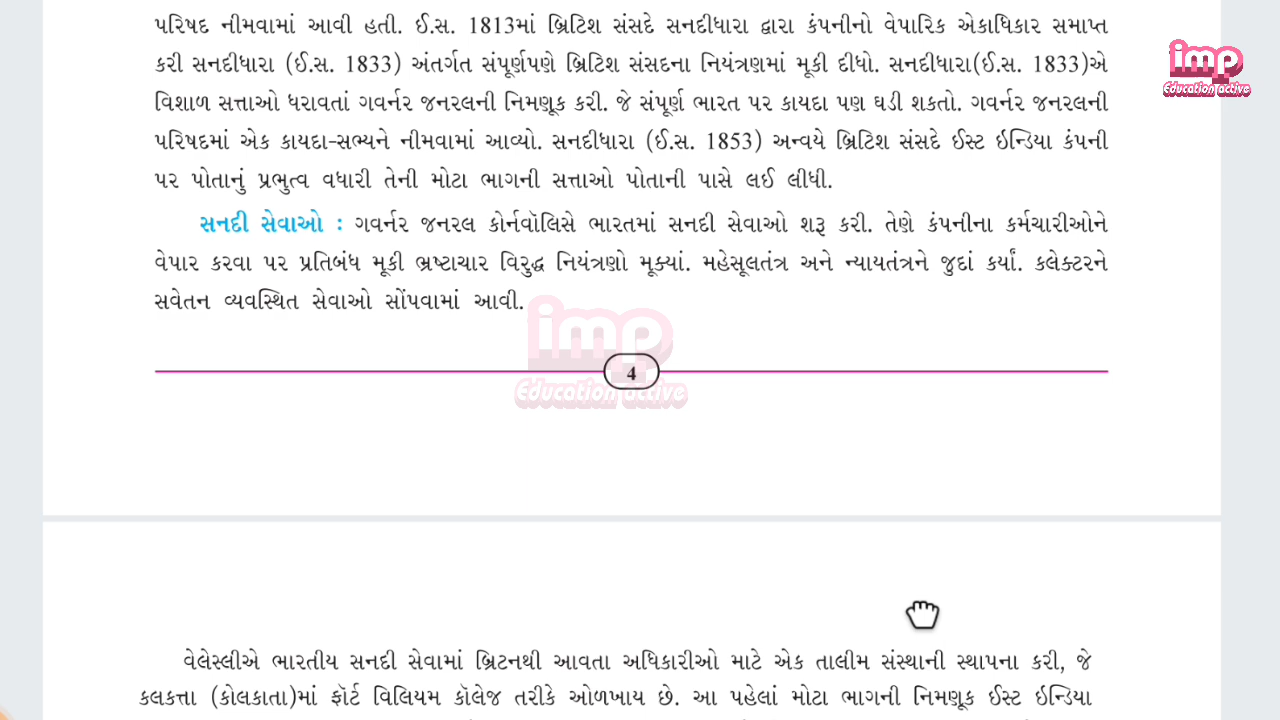 પરિષદ નીમવામાં આવી હતી. ઈ.સ. 1813માં બ્રિટિશ સંસદે સનદીધારા દ્વારા કંપનીનો વેપારિક એકાધિકાર સમાપ્ત
imp
Education active
કરી સનદીધારા (ઈ.સ. 1833) અંતર્ગત સંપૂર્ણપણે બ્રિટિશ સંસદના નિયંત્રણમાં મૂકી દીધો. સનદીધારા(ઈ.સ. 1833)એ
વિશાળ સત્તાઓ ધરાવતાં ગવર્નર જનરલની નિમણૂક કરી. જે સંપૂર્ણ ભારત પર કાયદા પણ ઘડી શકતો. ગવર્નર જનરલની
પરિષદમાં એક કાયદા-સભ્યને નીમવામાં આવ્યો. સનદીધારા (ઈ.સ. 1853) અન્વયે બ્રિટિશ સંસદે ઈસ્ટ ઇન્ડિયા કંપની
પર પોતાનું પ્રભુત્વ વધારી તેની મોટા ભાગની સત્તાઓ પોતાની પાસે લઈ લીધી.
સનદી સેવાઓ : ગવર્નર જનરલ કોર્નવૉલિસે ભારતમાં સનદી સેવાઓ શરૂ કરી. તેણે કંપનીના કર્મચારીઓને
વેપાર કરવા પર પ્રતિબંધ મૂકી ભ્રષ્ટાચાર વિરુદ્ધ નિયંત્રણો મૂક્યાં. મહેસૂલતંત્ર અને ન્યાયતંત્રને જુદાં કર્યાં. કલેક્ટરને
સવેતન વ્યવસ્થિત સેવાઓ સોંપવામાં આવી.
imp
Education active
4
વેલેસ્લીએ ભારતીય સનદી સેવામાં બ્રિટનથી આવતા અધિકારીઓ માટે એક તાલીમ સંસ્થાની સ્થાપના કરી, જે
કલકત્તા (કોલકાતા)માં ફૉર્ટ વિલિયમ કૉલેજ તરીકે ઓળખાય છે. આ પહેલાં મોટા ભાગની નિમણૂક ઈસ્ટ ઇન્ડિયા